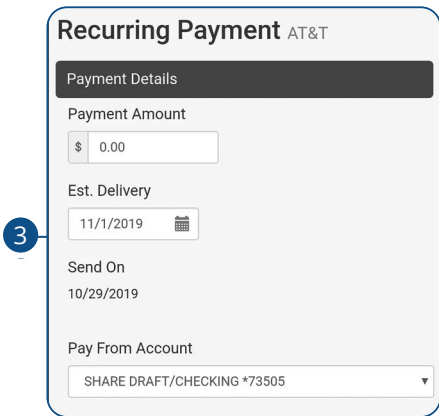 Recurring Payment AT&T
Payment Details
Payment Amount
$ 0.00
Est. Delivery
11/1/2019
3
Send On
10/29/2019
Pay From Account
SHARE DRAFT/CHECKING *73505